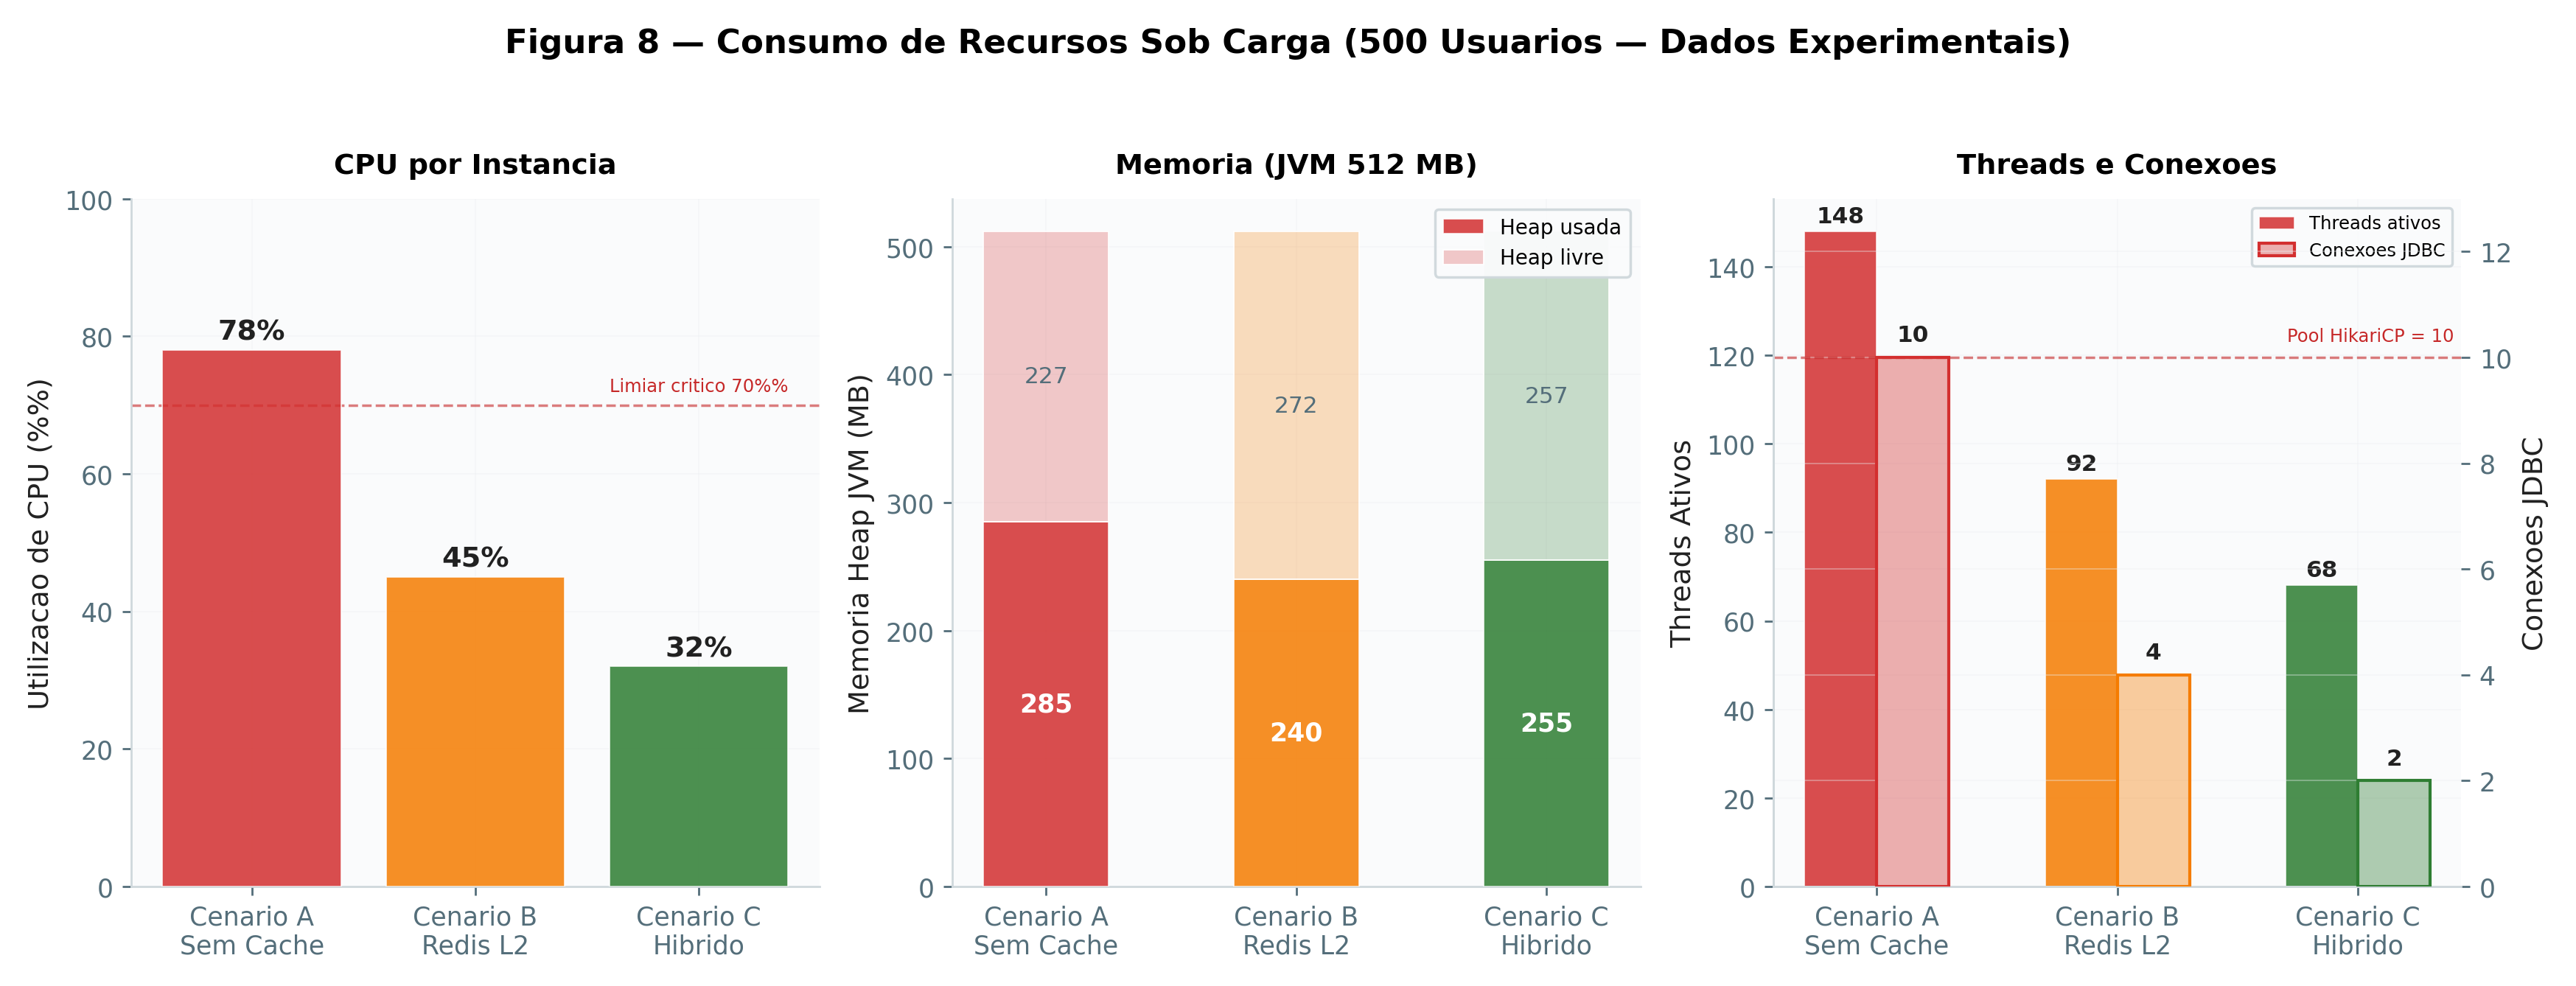 Figura 8 — Consumo de Recursos Sob Carga (500 Usuarios — Dados Experimentais)
CPU por Instancia
Utilizacao de CPU (%%)
100
80
60
40
20
0
78%
45%
32%
Limiar critico 70%%
Cenario A
Sem Cache
Cenario B
Redis L2
Cenario C
Hibrido
Memoria (JVM 512 MB)
Memoria Heap JVM (MB)
500
400
300
200
100
0
Heap usada
Heap livre
227
272
257
285
240
255
Cenario A
Sem Cache
Cenario B
Redis L2
Cenario C
Hibrido
Threads e Conexoes
Threads Ativos
140
120
100
80
60
40
20
0
Threads ativos
Conexoes JDBC
Pool HikariCP = 10
148
10
92
4
68
2
12
10
8
6
4
2
0
Conexoes JDBC
Cenario A
Sem Cache
Cenario B
Redis L2
Cenario C
Hibrido